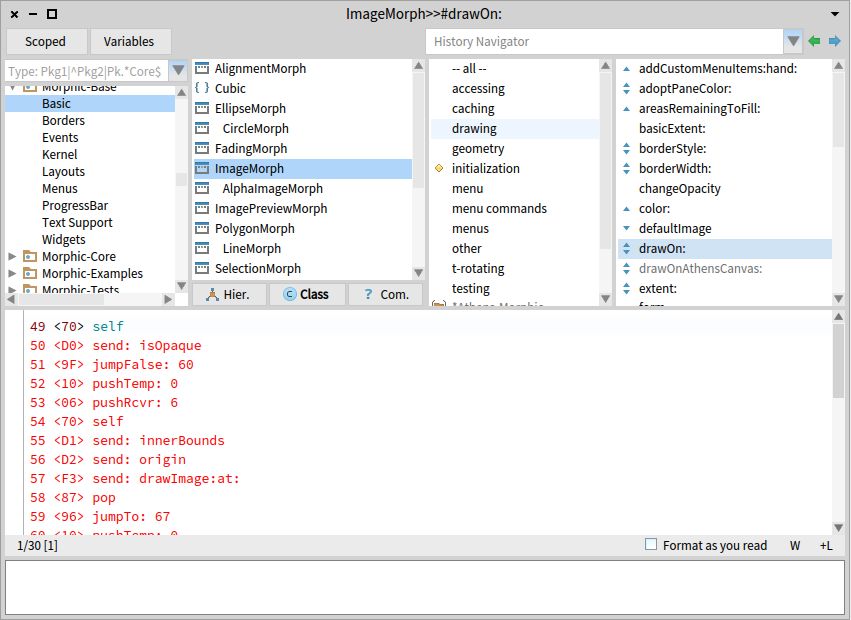 ImageMorph>>#drawOn:
Scoped
Variables
History Navigator
Type: Pkg1|^Pkg2|Pk.*Core$
Morphic-Base
Basic
Borders
Events
Kernel
Layouts
Menus
ProgressBar
Text Support
Widgets
Morphic-Core
Morphic-Examples
Morphic-Tests
AlignmentMorph
{ } Cubic
EllipseMorph
CircleMorph
FadingMorph
ImageMorph
AlphaImageMorph
ImagePreviewMorph
PolygonMorph
LineMorph
SelectionMorph
Hier.
C Class
? Com.
-- all --
accessing
caching
drawing
geometry
initialization
menu
menu commands
menus
other
t-rotating
testing
*Athens-Morphic
addCustomMenuItems:hand:
adoptPaneColor:
areasRemainingToFill:
basicExtent:
borderStyle:
borderWidth:
changeOpacity
color:
defaultImage
drawOn:
drawOnAthensCanvas:
extent:
form
49 <70> self
50 <D0> send: isOpaque
51 <9F> jumpFalse: 60
52 <10> pushTemp: 0
53 <06> pushRcvr: 6
54 <70> self
55 <D1> send: innerBounds
56 <D2> send: origin
57 <F3> send: drawImage:at:
58 <87> pop
59 <96> jumpTo: 67
60 <10> pushTemp: 0
1/30 [1]
Format as you read
W
+L